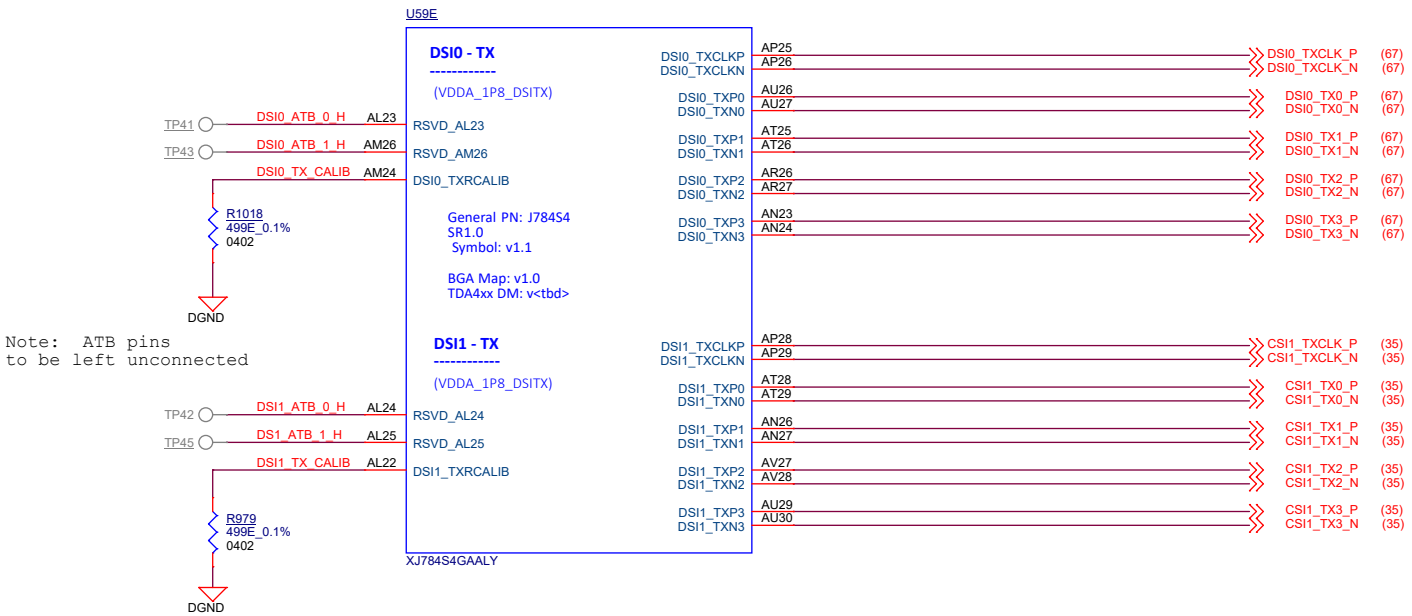 U59E
DSI0 - TX
------------
(VDDA_1P8_DSITX)
DSI0_TXCLKP AP25 DSI0_TXCLK_P (67)
DSI0_TXCLKN AP26 DSI0_TXCLK_N (67)
DSI0_TXP0 AU26 DSI0_TX0_P (67)
DSI0_TXN0 AU27 DSI0_TX0_N (67)
TP41 DSI0_ATB_0_H AL23 RSVD_AL23
DSI0_TXP1 AT25 DSI0_TX1_P (67)
DSI0_TXN1 AT26 DSI0_TX1_N (67)
TP43 DSI0_ATB_1_H AM26 RSVD_AM26
DSI0_TX_CALIB AM24 DSI0_TXRCALIB
DSI0_TXP2 AR26 DSI0_TX2_P (67)
DSI0_TXN2 AR27 DSI0_TX2_N (67)
R1018
499E_0.1%
0402
DGND
General PN: J784S4
SR1.0
Symbol: v1.1
DSI0_TXP3 AN23 DSI0_TX3_P (67)
DSI0_TXN3 AN24 DSI0_TX3_N (67)
BGA Map: v1.0
TDA4xx DM: v<tbd>
Note: ATB pins
to be left unconnected
DSI1 - TX
------------
(VDDA_1P8_DSITX)
DSI1_TXCLKP AP28 CSI1_TXCLK_P (35)
DSI1_TXCLKN AP29 CSI1_TXCLK_N (35)
DSI1_TXP0 AT28 CSI1_TX0_P (35)
DSI1_TXN0 AT29 CSI1_TX0_N (35)
TP42 DSI1_ATB_0_H AL24 RSVD_AL24
DSI1_TXP1 AN26 CSI1_TX1_P (35)
DSI1_TXN1 AN27 CSI1_TX1_N (35)
TP45 DS1_ATB_1_H AL25 RSVD_AL25
DSI1_TX_CALIB AL22 DSI1_TXRCALIB
DSI1_TXP2 AV27 CSI1_TX2_P (35)
DSI1_TXN2 AV28 CSI1_TX2_N (35)
DSI1_TXP3 AU29 CSI1_TX3_P (35)
DSI1_TXN3 AU30 CSI1_TX3_N (35)
R979
499E_0.1%
0402
XJ784S4GAALY
DGND